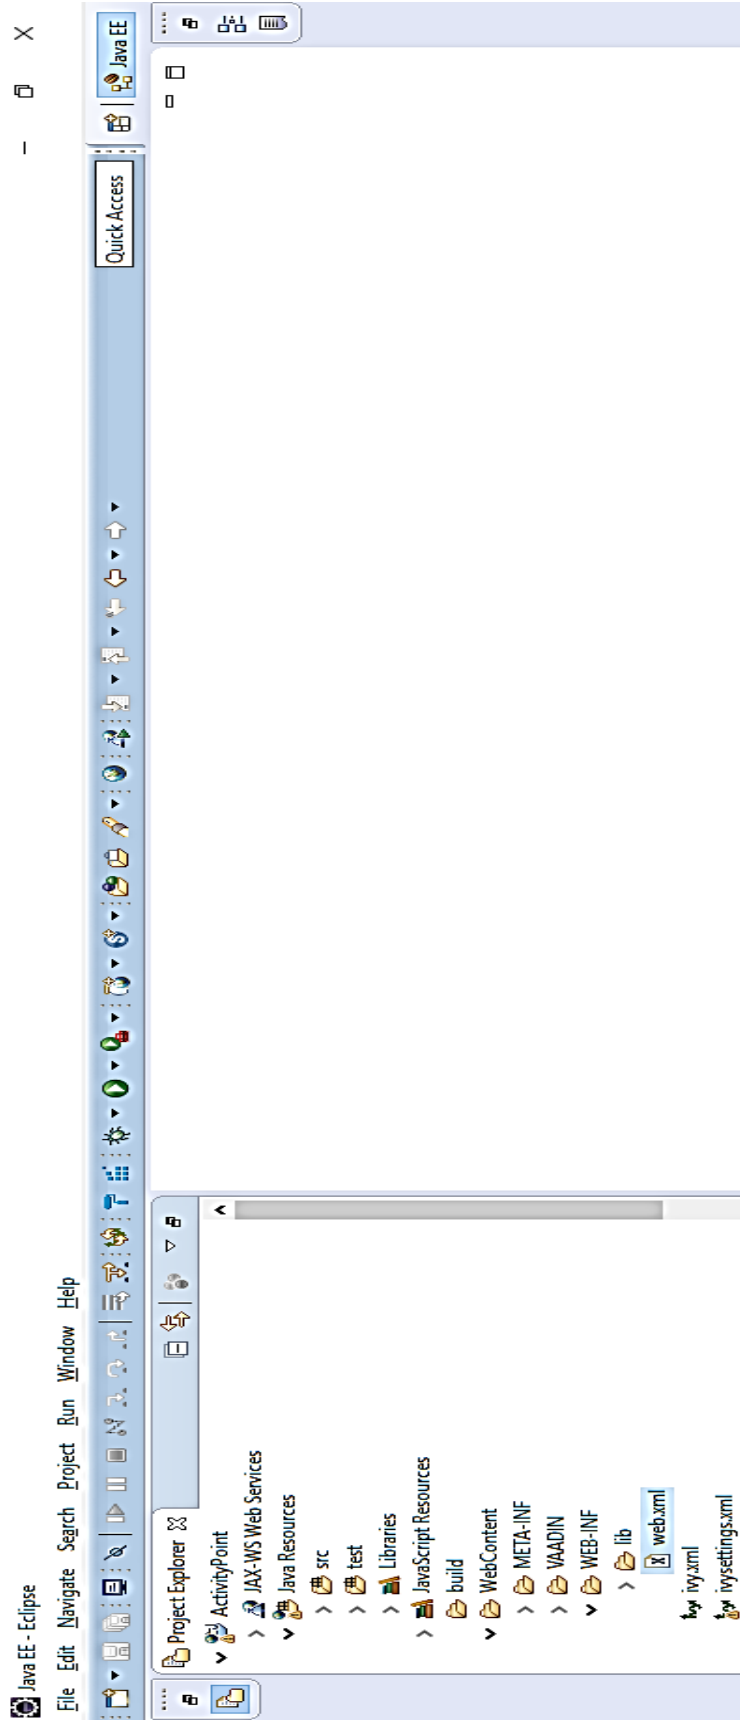 Java EE - Eclipse
File Edit Navigate Search Project Run Window Help
Quick Access
Java EE
Project Explorer
ActivityPoint
JAX-WS Web Services
Java Resources
src
test
Libraries
JavaScript Resources
build
WebContent
META-INF
VAADIN
WEB-INF
lib
web.xml
ivy.xml
ivysettings.xml